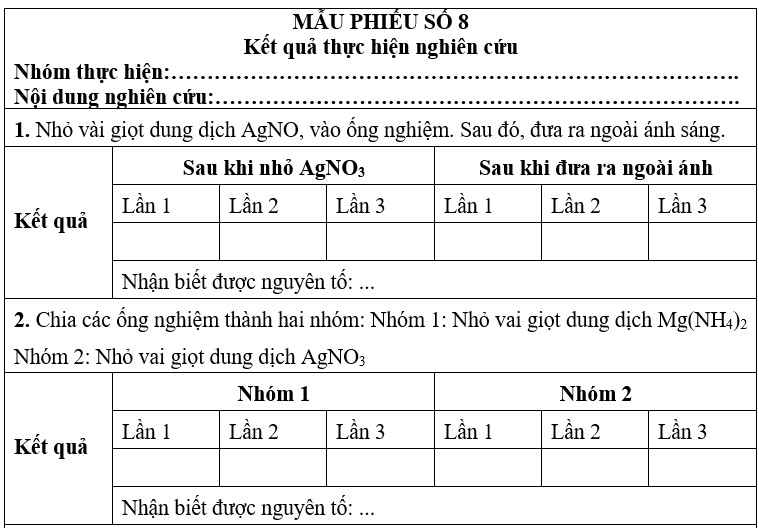 MẪU PHIẾU SỐ 8
Kết quả thực hiện nghiên cứu
Nhóm thực hiện:…………………………………………………………………….
Nội dung nghiên cứu:……………………………………………………………….
1. Nhỏ vài giọt dung dịch AgNO, vào ống nghiệm. Sau đó, đưa ra ngoài ánh sáng.
Kết quả
Sau khi nhỏ AgNO₃ Sau khi đưa ra ngoài ánh
Lần 1 Lần 2 Lần 3 Lần 1 Lần 2 Lần 3
Nhận biết được nguyên tố: ...
2. Chia các ống nghiệm thành hai nhóm: Nhóm 1: Nhỏ vai giọt dung dịch Mg(NH₄)₂
Nhóm 2: Nhỏ vai giọt dung dịch AgNO₃
Kết quả
Nhóm 1 Nhóm 2
Lần 1 Lần 2 Lần 3 Lần 1 Lần 2 Lần 3
Nhận biết được nguyên tố: ...